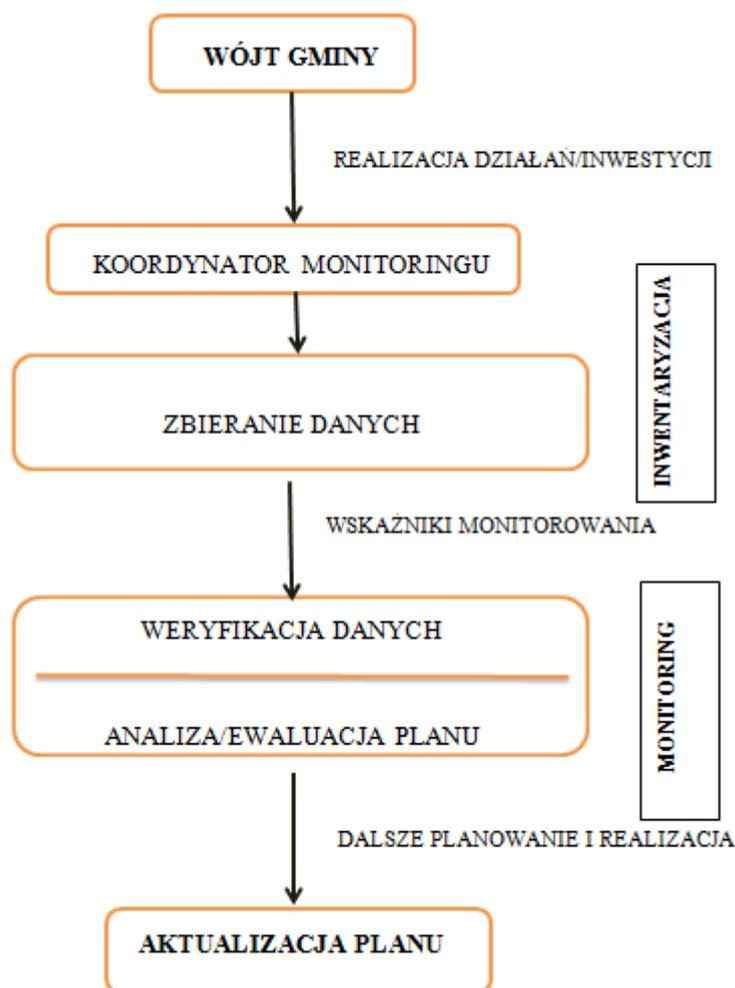 WÓJT GMINY
REALIZACJA DZIAŁAŃ/INWESTYCJI
KOORDYNATOR MONITORINGU
INWENTARYZACJA
ZBIERANIE DANYCH
WSKAŹNIKI MONITOROWANIA
WERYFIKACJA DANYCH
MONITORING
ANALIZA/EWALUACJA PLANU
DALSZE PLANOWANIE I REALIZACJA
AKTUALIZACJA PLANU